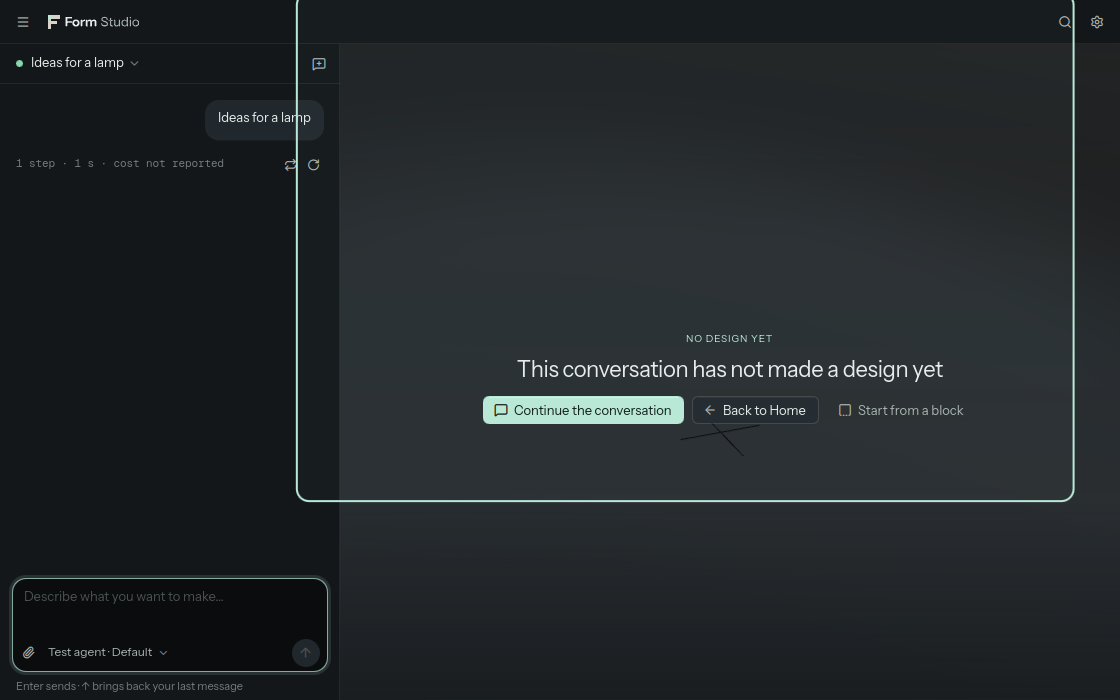 Form Studio
Ideas for a lamp
Ideas for a lamp
1 step · 1 s · cost not reported
NO DESIGN YET
This conversation has not made a design yet
Continue the conversation
Back to Home
Start from a block
Describe what you want to make...
Test agent · Default
Enter sends · ↑ brings back your last message